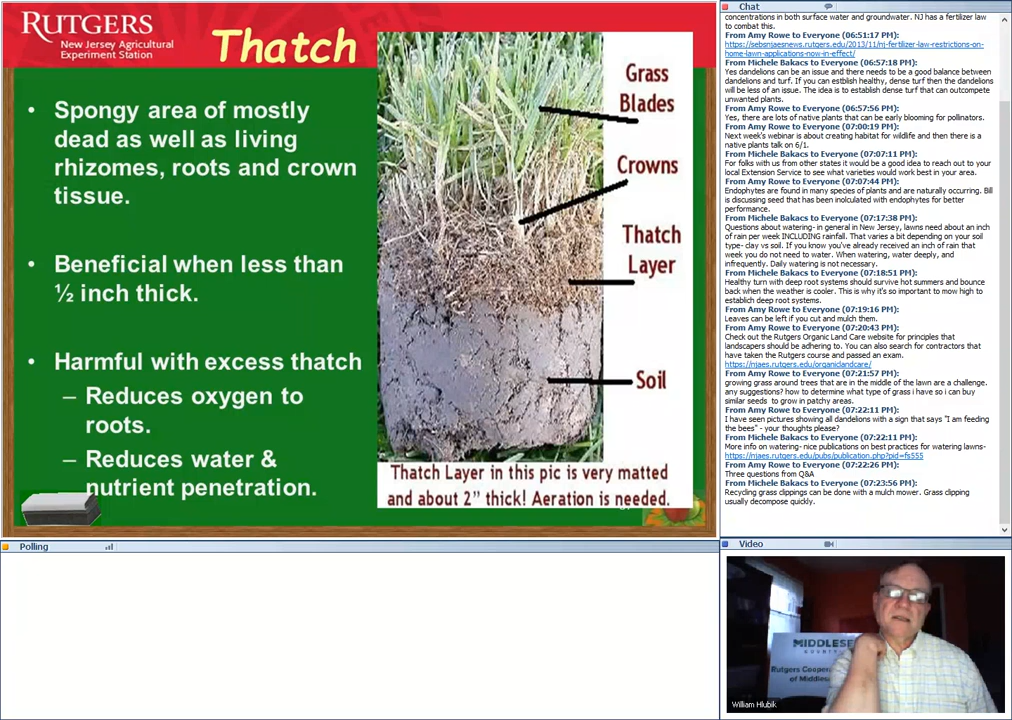 RUTGERS
New Jersey Agricultural
Experiment Station
Thatch
• Spongy area of mostly
dead as well as living
rhizomes, roots and crown
tissue.
• Beneficial when less than
½ inch thick.
• Harmful with excess thatch
– Reduces oxygen to
roots.
– Reduces water &
nutrient penetration.
Grass
Blades
Crowns
Thatch
Layer
Soil
Thatch Layer in this pic is very matted
and about 2” thick! Aeration is needed.
Polling
Chat
concentrations in both surface water and groundwater. NJ has a fertilizer law
to combat this.
From Amy Rowe to Everyone (06:51:17 PM):
https://sebsnjaesnews.rutgers.edu/2013/11/nj-fertilizer-law-restrictions-on-
home-lawn-applications-now-in-effect/
From Michele Bakacs to Everyone (06:57:18 PM):
Yes dandelions can be an issue and there needs to be a good balance between
dandelions and turf. If you can estblish healthy, dense turf then the dandelions
will be less of an issue. The idea is to establish dense turf that can outcompete
unwanted plants.
From Amy Rowe to Everyone (06:57:56 PM):
Yes, there are lots of native plants that can be early blooming for pollinators.
From Amy Rowe to Everyone (07:00:19 PM):
Next week's webinar is about creating habitat for wildlife and then there is a
native plants talk on 6/1.
From Michele Bakacs to Everyone (07:07:11 PM):
For folks with us from other states it would be a good idea to reach out to your
local Extension Service to see what varieties would work best in your area.
From Michele Bakacs to Everyone (07:07:44 PM):
Endophytes are found in many species of plants and are naturally occurring. Bill
is discussing seed that has been inolculated with endophytes for better
performance.
From Michele Bakacs to Everyone (07:17:38 PM):
Questions about watering- in general in New Jersey, lawns need about an inch
of rain per week INCLUDING rainfall. That varies a bit depending on your soil
type- clay vs soil. If you know you've already received an inch of rain that
week you do not need to water. When watering, water deeply, and
infrequently. Daily watering is not necessary.
From Michele Bakacs to Everyone (07:18:51 PM):
Healthy turn with deep root systems should survive hot summers and bounce
back when the weather is cooler. This is why it's so important to mow high to
establich deep root systems.
From Amy Rowe to Everyone (07:19:16 PM):
Leaves can be left if you cut and mulch them.
From Amy Rowe to Everyone (07:20:43 PM):
Check out the Rutgers Organic Land Care website for principles that
landscapers should be adhering to. You can also search for contractors that
have taken the Rutgers course and passed an exam.
https://njaes.rutgers.edu/organiclandcare/
From Amy Rowe to Everyone (07:21:57 PM):
growing grass around trees that are in the middle of the lawn are a challenge.
any suggestions? how to determine what type of grass i have so i can buy
similar seeds to grow in patchy areas.
From Amy Rowe to Everyone (07:22:11 PM):
I have seen pictures showing all dandelions with a sign that says "I am feeding
the bees" - your thoughts please?
From Michele Bakacs to Everyone (07:22:11 PM):
More info on watering- nice publications on best practices for watering lawns-
https://njaes.rutgers.edu/pubs/publication.php?pid=fs555
From Amy Rowe to Everyone (07:22:26 PM):
Three questions from Q&A
From Michele Bakacs to Everyone (07:23:56 PM):
Recycling grass clippings can be done with a mulch mower. Grass clipping
usually decompose quickly.
Video
MIDDLESE
Rutgers Coopera
of Middles
William Hlubik